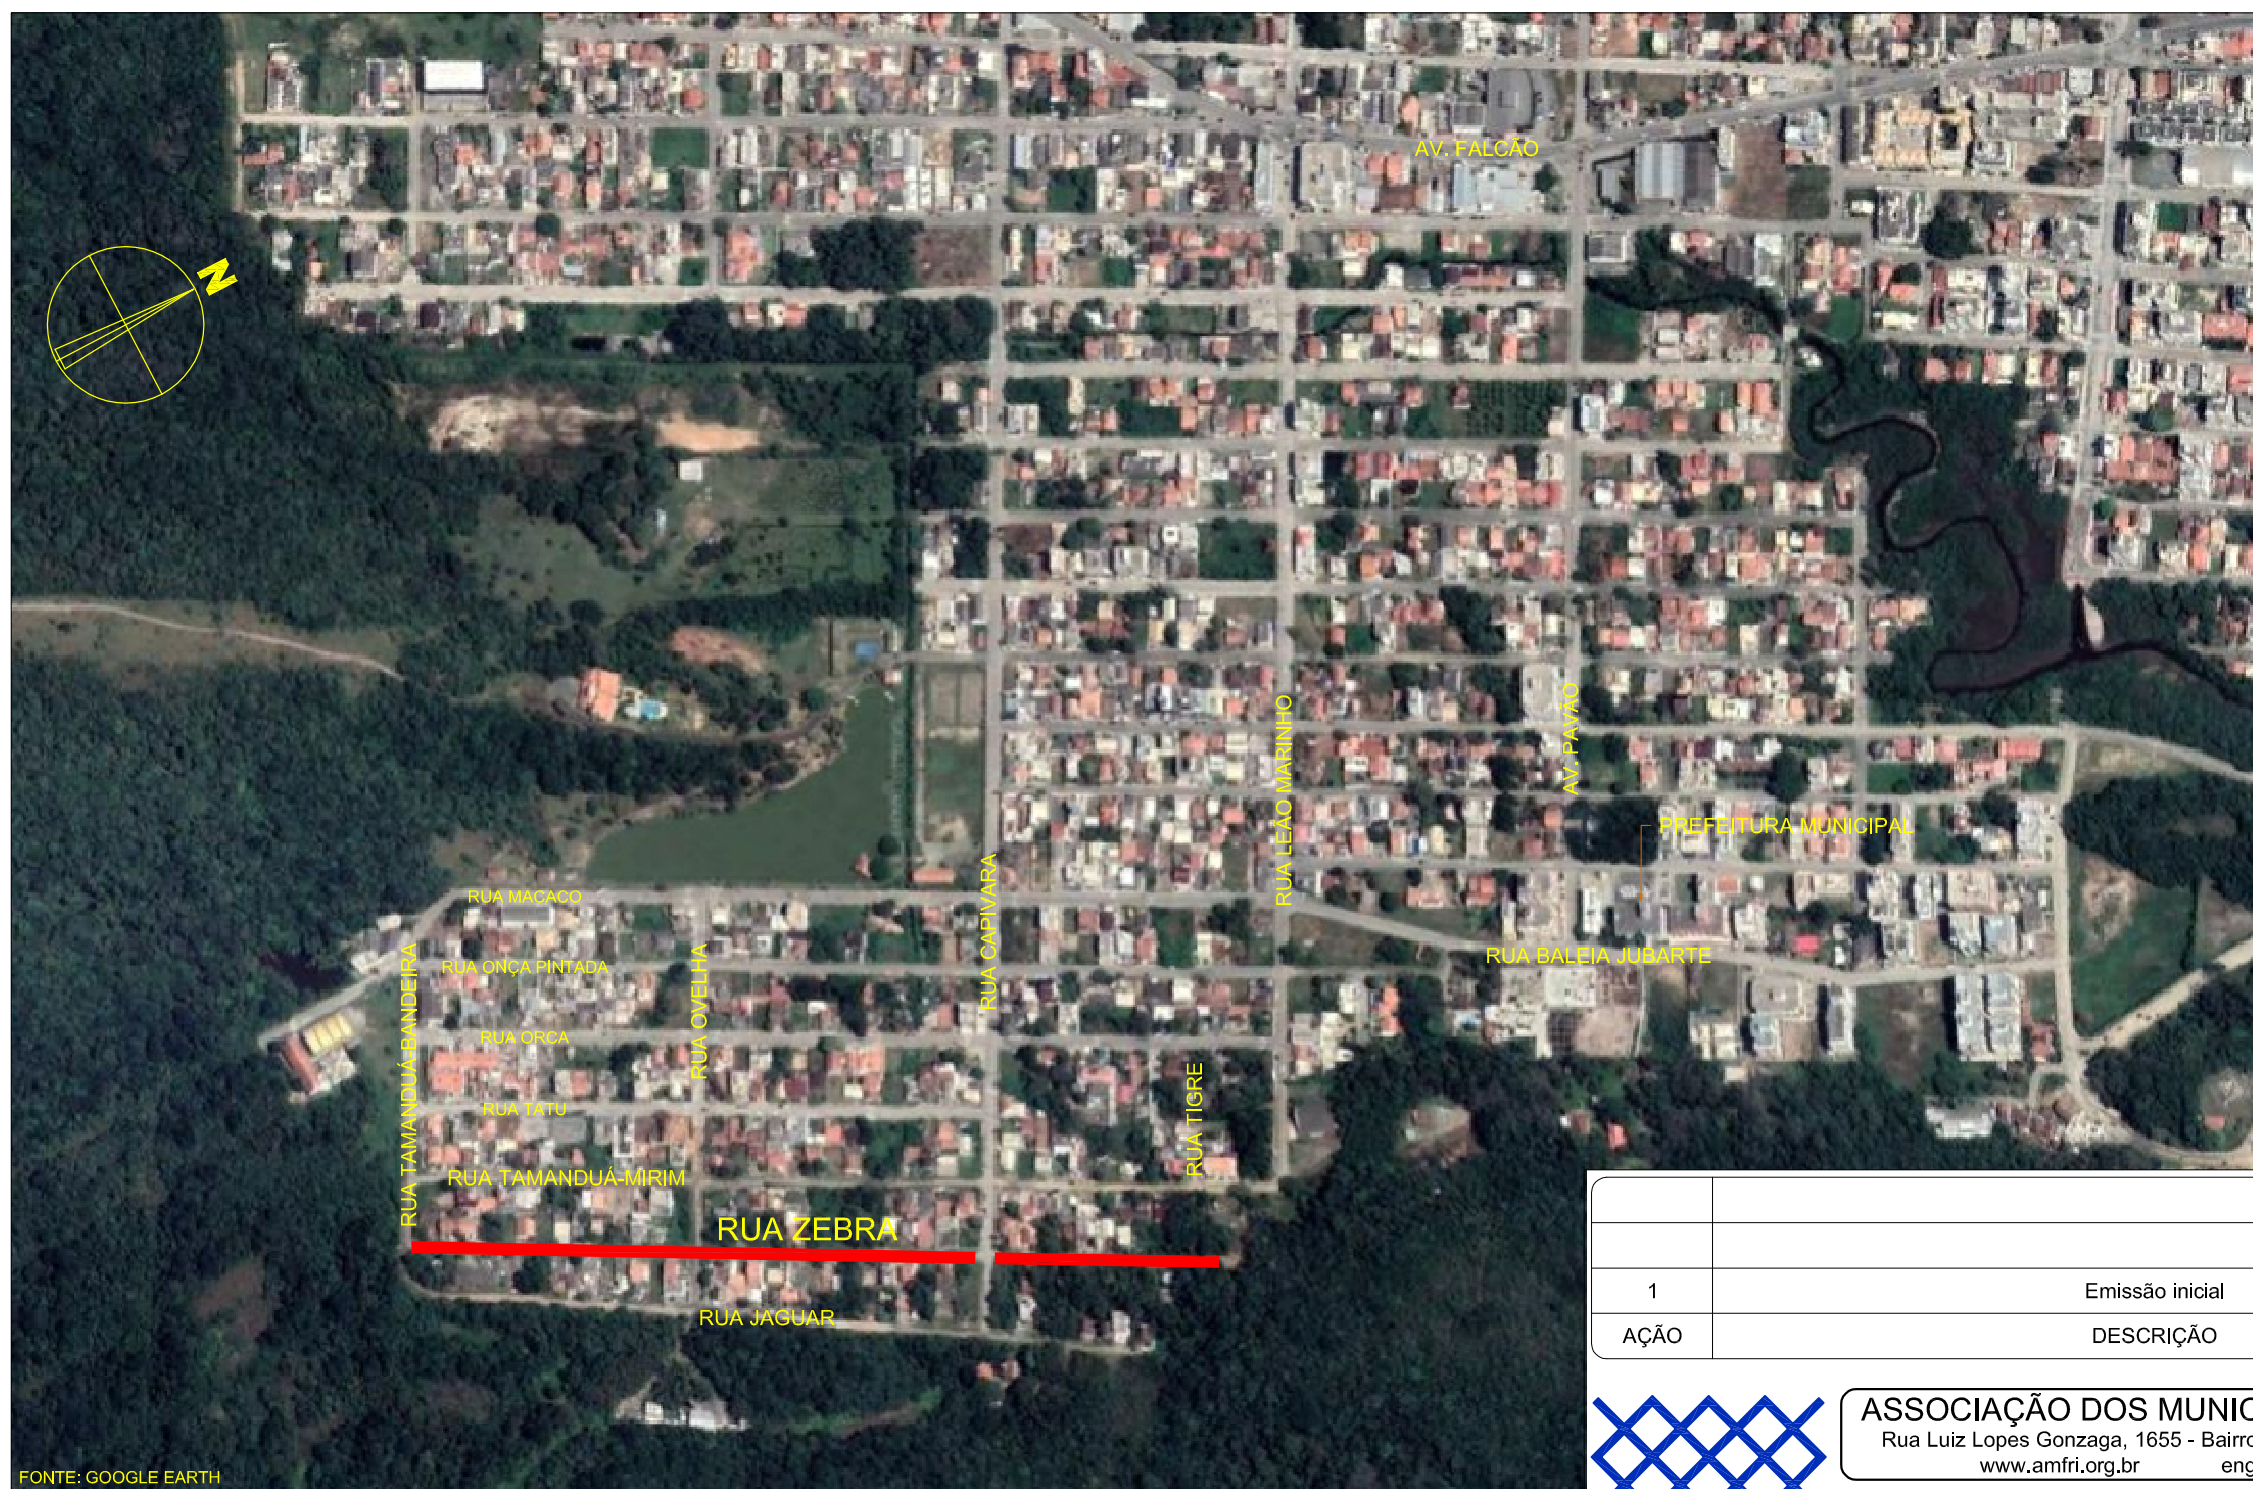 AV. FALCÃO
N
AV. PAVÃO
RUA LEÃO MARINHO
PREFEITURA MUNICIPAL
RUA CAPIVARA
RUA MACACO
RUA BALEIA JUBARTE
RUA TAMANDUÁ-BANDEIRA
RUA ONÇA PINTADA
RUA OVELHA
RUA ORCA
RUA TIGRE
RUA TATU
RUA TAMANDUÁ-MIRIM
RUA ZEBRA
RUA JAGUAR
1 Emissão inicial
AÇÃO DESCRIÇÃO
ASSOCIAÇÃO DOS MUNIC
Rua Luiz Lopes Gonzaga, 1655 - Bairro
www.amfri.org.br eng
FONTE: GOOGLE EARTH